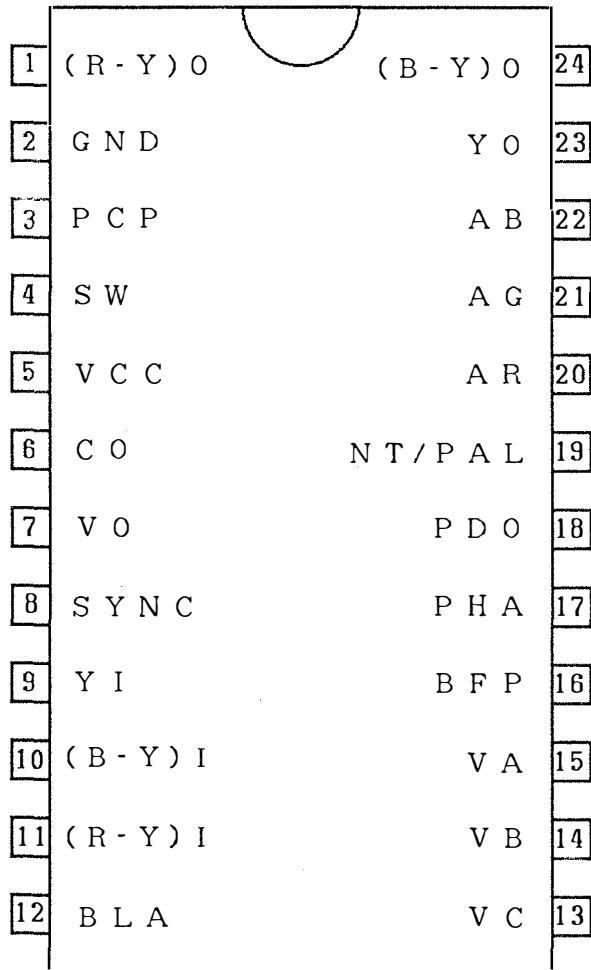 1 (R-Y)O (B-Y)O 24
2 GND YO 23
3 PCP AB 22
4 SW AG 21
5 VCC AR 20
6 CO NT/PAL 19
7 VO PDO 18
8 SYNC PHA 17
9 YI BFP 16
10 (B-Y)I VA 15
11 (R-Y)I VB 14
12 BLA VC 13